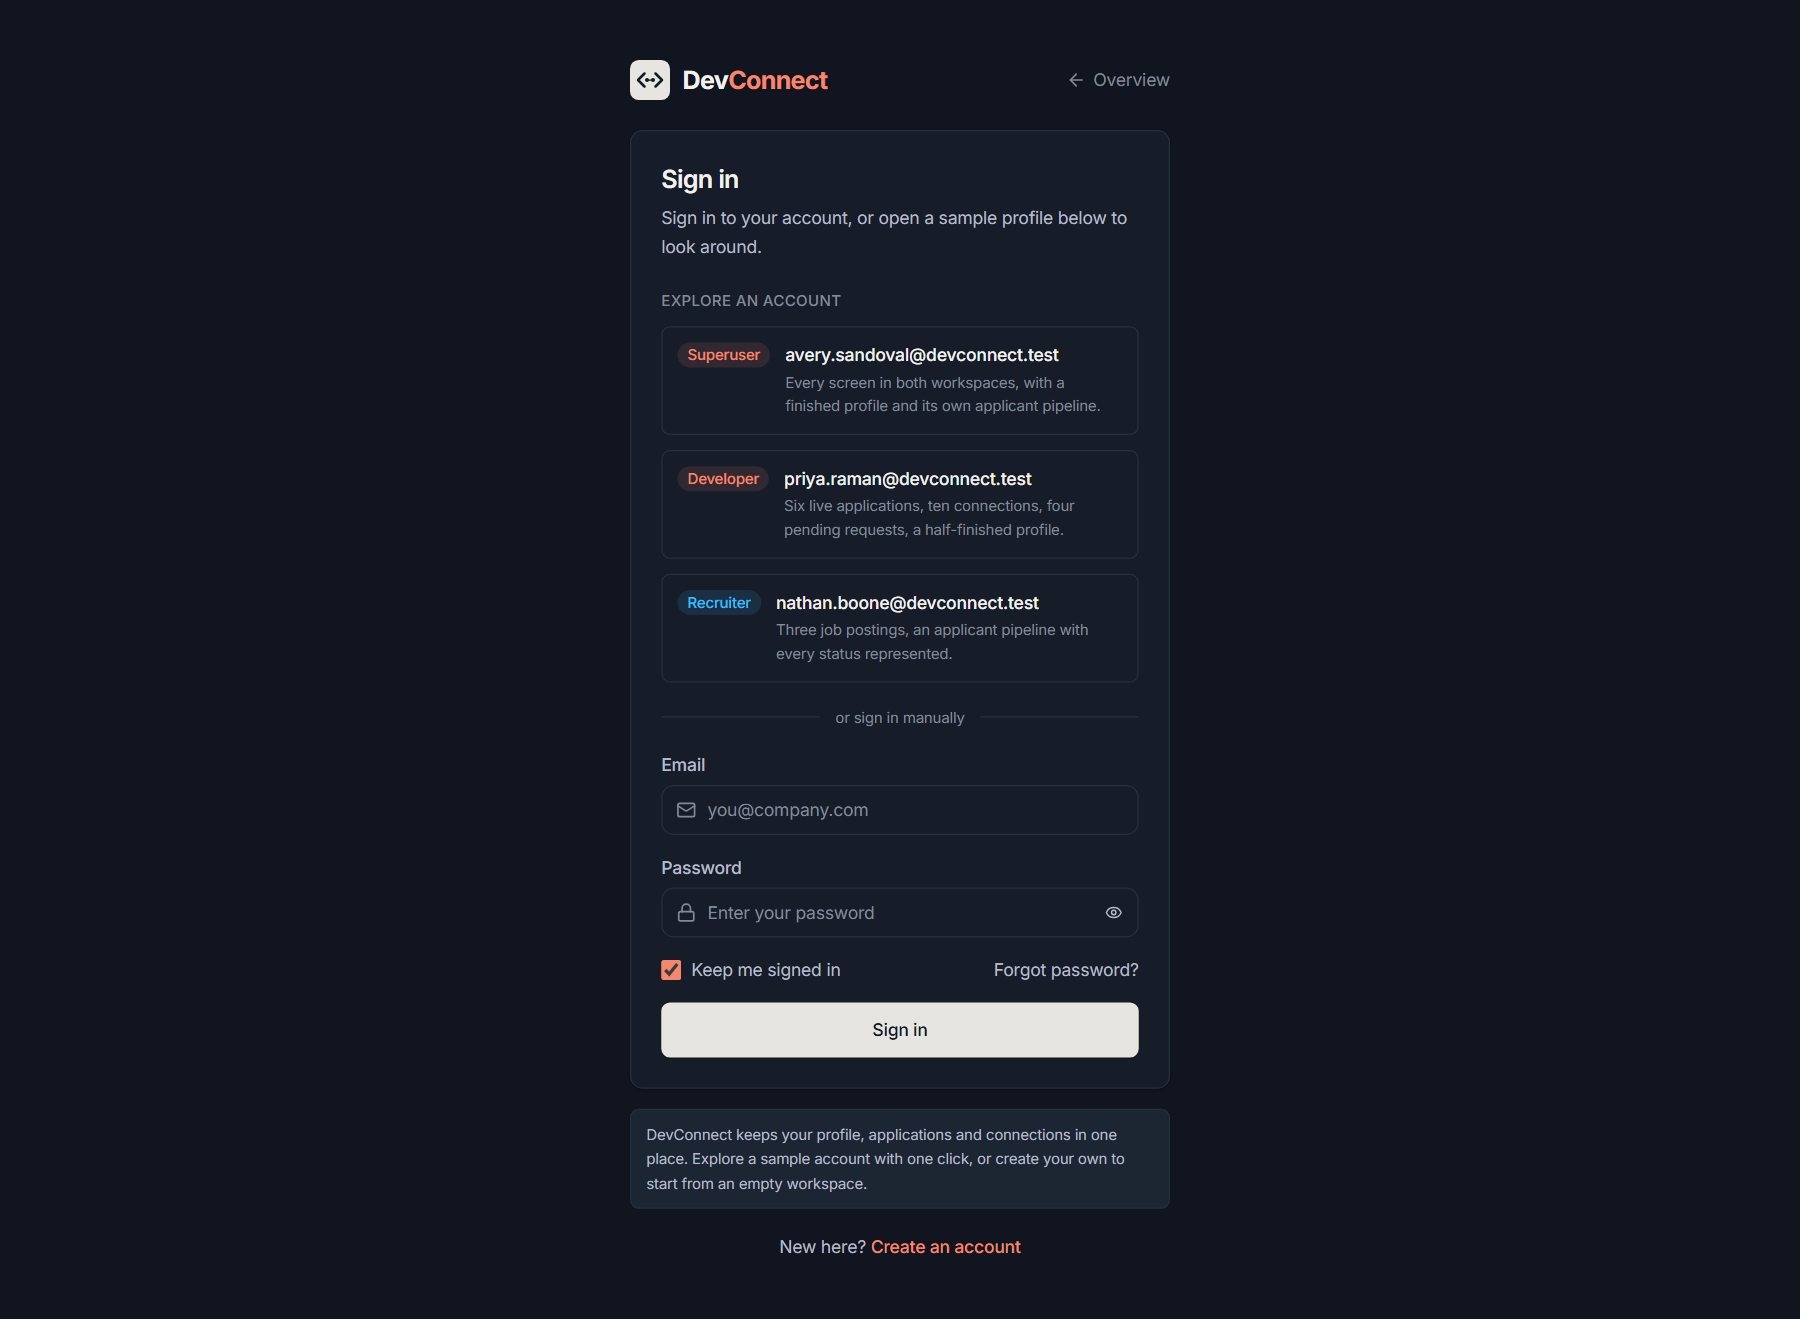 DevConnect
Overview
Sign in
Sign in to your account, or open a sample profile below to
look around.
EXPLORE AN ACCOUNT
Superuser
avery.sandoval@devconnect.test
Every screen in both workspaces, with a
finished profile and its own applicant pipeline.
Developer
priya.raman@devconnect.test
Six live applications, ten connections, four
pending requests, a half-finished profile.
Recruiter
nathan.boone@devconnect.test
Three job postings, an applicant pipeline with
every status represented.
or sign in manually
Email
you@company.com
Password
Enter your password
Keep me signed in
Forgot password?
Sign in
DevConnect keeps your profile, applications and connections in one
place. Explore a sample account with one click, or create your own to
start from an empty workspace.
New here? Create an account